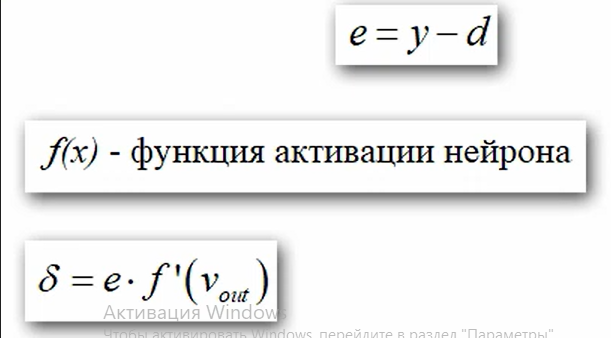 e = y − d
f(x) - функция активации нейрона
δ = e · f '(v_out)
Активация Windows
Чтобы активировать Windows, перейдите в раздел "Параметры"